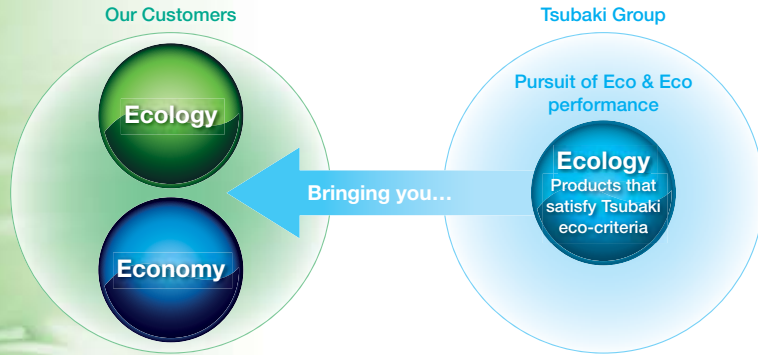 Our Customers
Ecology
Economy
Bringing you…
Tsubaki Group
Pursuit of Eco & Eco
performance
Ecology
Products that
satisfy Tsubaki
eco-criteria